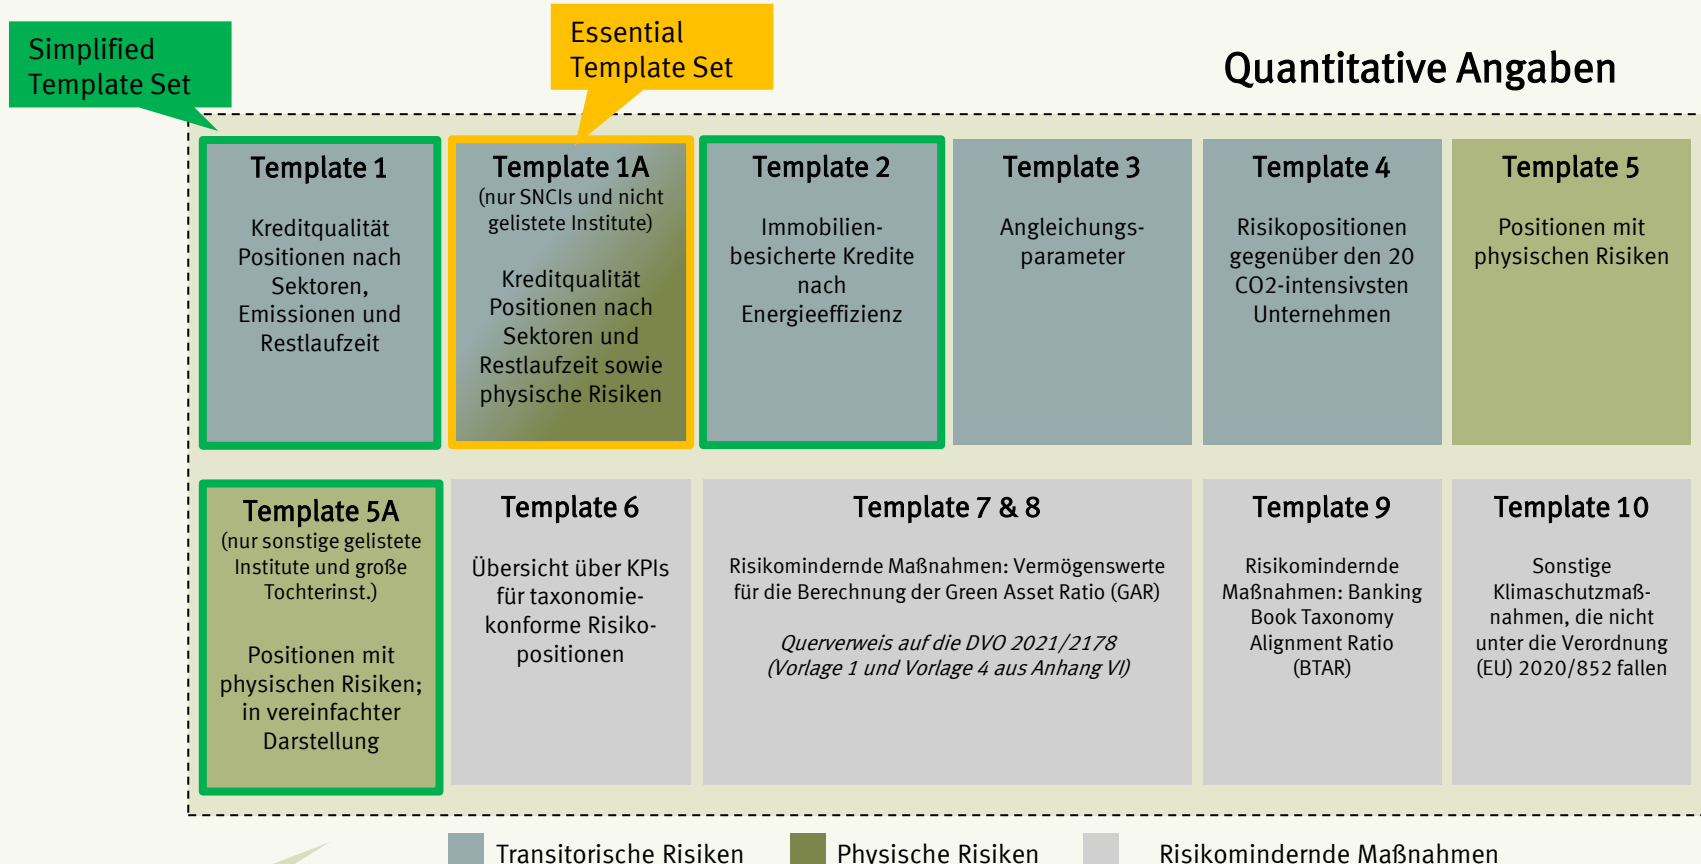 Simplified
Template Set
Essential
Template Set
Quantitative Angaben
Template 1
Kreditqualität
Positionen nach
Sektoren,
Emissionen und
Restlaufzeit
Template 1A
(nur SNCIs und nicht
gelistete Institute)
Kreditqualität
Positionen nach
Sektoren und
Restlaufzeit sowie
physische Risiken
Template 2
Immobilien-
besicherte Kredite
nach
Energieeffizienz
Template 3
Angleichungs-
parameter
Template 4
Risikopositionen
gegenüber den 20
CO2-intensivsten
Unternehmen
Template 5
Positionen mit
physischen Risiken
Template 5A
(nur sonstige gelistete
Institute und große
Tochterinst.)
Positionen mit
physischen Risiken;
in vereinfachter
Darstellung
Template 6
Übersicht über KPIs
für taxonomie-
konforme Risiko-
positionen
Template 7 & 8
Risikomindernde Maßnahmen: Vermögenswerte
für die Berechnung der Green Asset Ratio (GAR)
Querverweis auf die DVO 2021/2178
(Vorlage 1 und Vorlage 4 aus Anhang VI)
Template 9
Risikomindernde
Maßnahmen: Banking
Book Taxonomy
Alignment Ratio
(BTAR)
Template 10
Sonstige
Klimaschutzmaß-
nahmen, die nicht
unter die Verordnung
(EU) 2020/852 fallen
Transitorische Risiken
Physische Risiken
Risikomindernde Maßnahmen